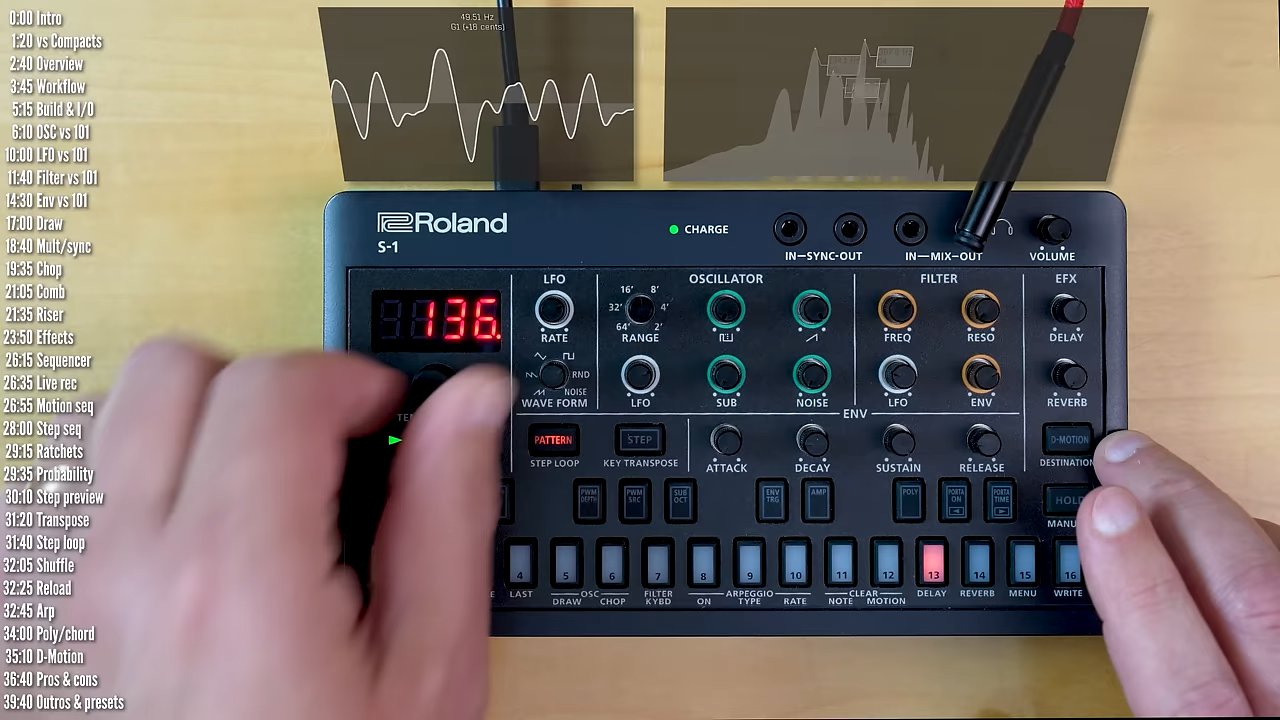 0:00 Intro
1:20 vs Compacts
2:40 Overview
3:45 Workflow
5:15 Build & I/O
6:10 OSC vs 101
10:00 LFO vs 101
11:40 Filter vs 101
14:30 Env vs 101
17:00 Draw
18:40 Mult/sync
19:35 Chop
21:05 Comb
21:35 Riser
23:50 Effects
26:15 Sequencer
26:35 Live rec
26:55 Motion seq
28:00 Step seq
29:15 Ratchets
29:35 Probability
30:10 Step preview
31:20 Transpose
31:40 Step loop
32:05 Shuffle
32:25 Reload
32:45 Arp
34:00 Poly/chord
35:10 D-Motion
36:40 Pros & cons
39:40 Outros & presets
49.51 Hz
G1 (+18 cents)
Roland
S-1
CHARGE
IN—SYNC—OUT
IN—MIX—OUT
VOLUME
136.
LFO
RATE
WAVE FORM
RND
NOISE
OSCILLATOR
16' 8'
32' 4'
64' 2'
RANGE
LFO
SUB
NOISE
FILTER
FREQ
RESO
LFO
ENV
EFX
DELAY
REVERB
TE
PATTERN
STEP LOOP
STEP
KEY TRANSPOSE
ENV
ATTACK
DECAY
SUSTAIN
RELEASE
D-MOTION
DESTINATION
PWM DEPTH
PWM SRC
SUB OCT
ENV TRG
AMP
POLY
PORTA ON
PORTA TIME
HOLD
MANU
4 5 6 7 8 9 10 11 12 13 14 15 16
LAST
OSC
DRAW
CHOP
FILTER KYBD
ARPEGGIO
ON
TYPE
RATE
CLEAR
NOTE
MOTION
DELAY
REVERB
MENU
WRITE